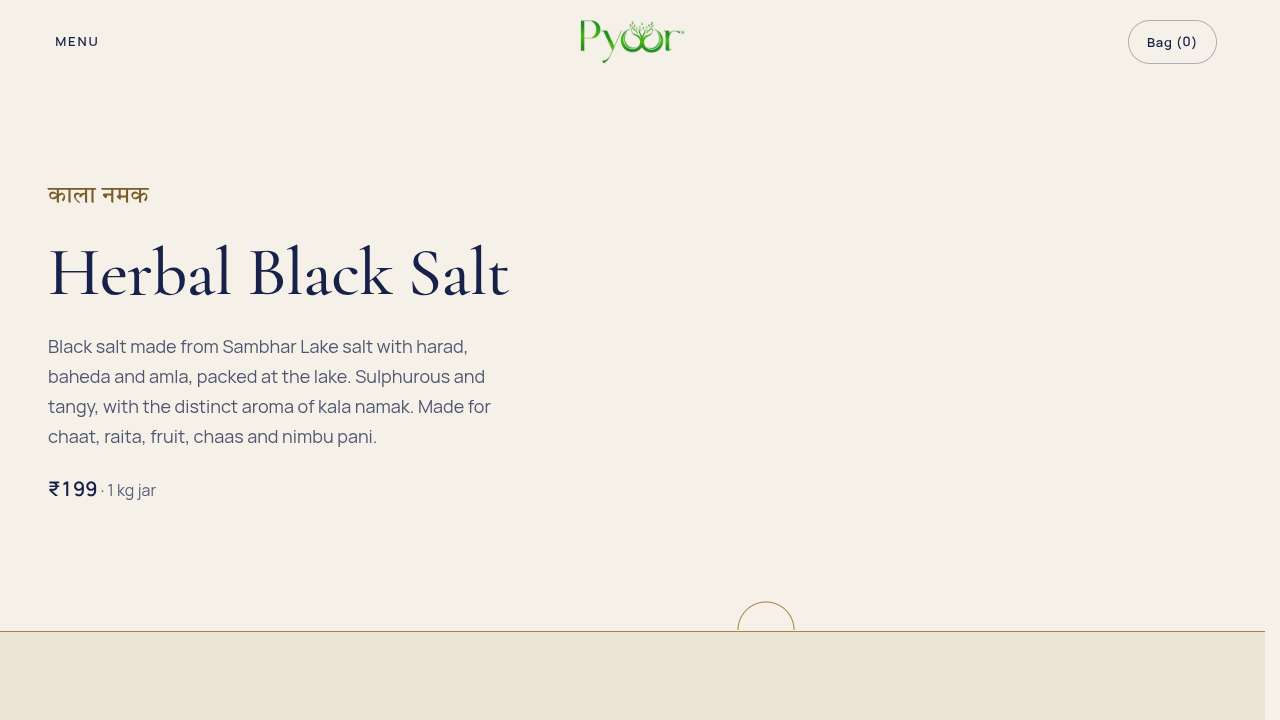 MENU
Pyoor
Bag (0)
काला नमक
Herbal Black Salt
Black salt made from Sambhar Lake salt with harad,
baheda and amla, packed at the lake. Sulphurous and
tangy, with the distinct aroma of kala namak. Made for
chaat, raita, fruit, chaas and nimbu pani.
₹199 · 1 kg jar